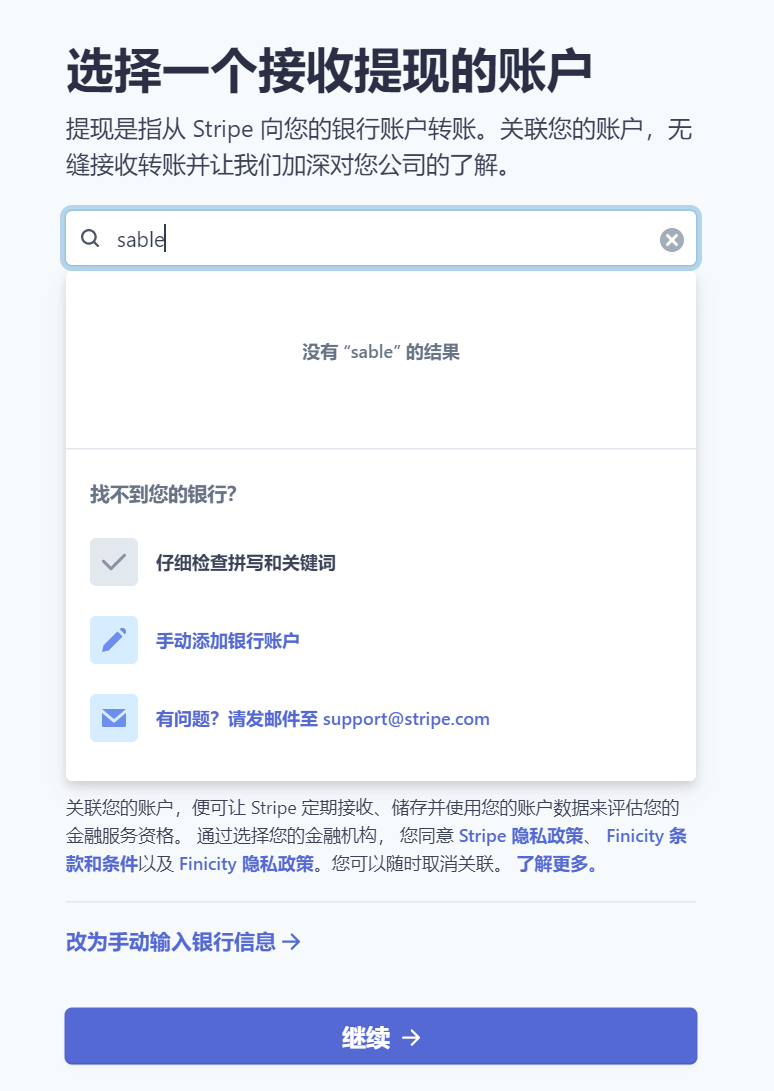 选择一个接收提现的账户
提现是指从 Stripe 向您的银行账户转账。关联您的账户，无
缝接收转账并让我们加深对您公司的了解。
sable
没有 “sable” 的结果
找不到您的银行？
仔细检查拼写和关键词
手动添加银行账户
有问题？请发邮件至 support@stripe.com
关联您的账户，便可让 Stripe 定期接收、储存并使用您的账户数据来评估您的
金融服务资格。 通过选择您的金融机构， 您同意 Stripe 隐私政策、 Finicity 条
款和条件以及 Finicity 隐私政策。您可以随时取消关联。 了解更多。
改为手动输入银行信息 →
继续 →